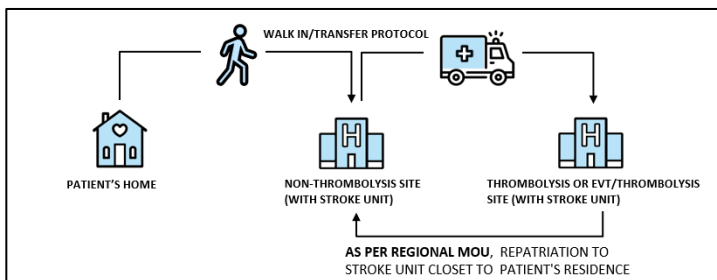 WALK IN/TRANSFER PROTOCOL
H
H
PATIENT'S HOME
NON-THROMBOLYSIS SITE
(WITH STROKE UNIT)
THROMBOLYSIS OR EVT/THROMBOLYSIS
SITE (WITH STROKE UNIT)
AS PER REGIONAL MOU, REPATRIATION TO
STROKE UNIT CLOSET TO PATIENT'S RESIDENCE